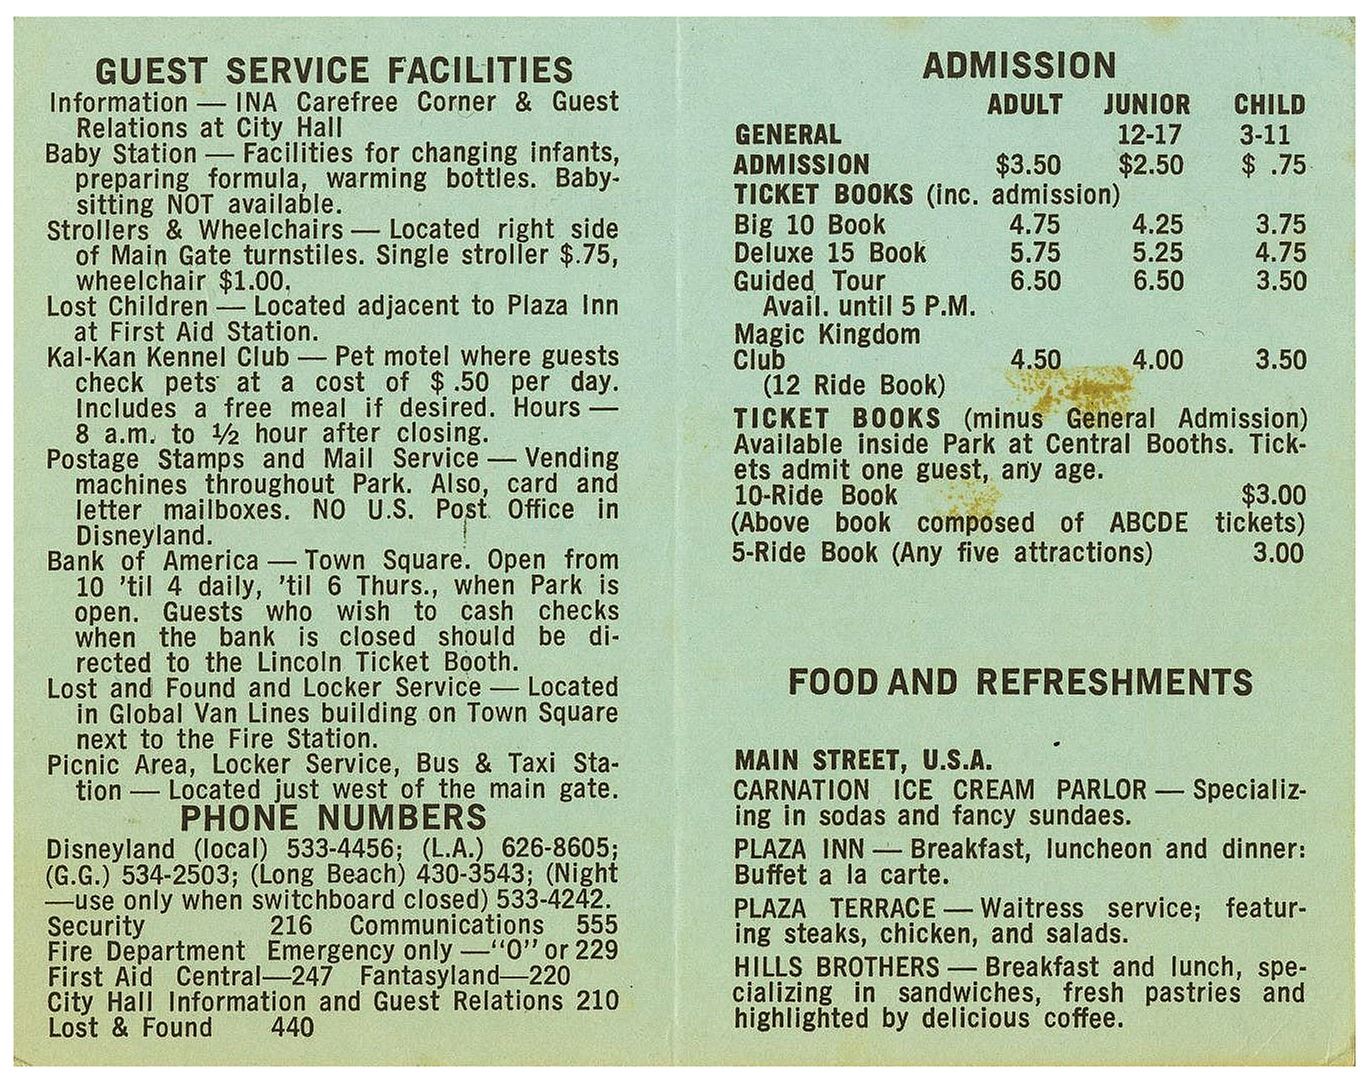 GUEST SERVICE FACILITIES
Information — INA Carefree Corner & Guest
Relations at City Hall
Baby Station — Facilities for changing infants,
preparing formula, warming bottles. Baby-
sitting NOT available.
Strollers & Wheelchairs — Located right side
of Main Gate turnstiles. Single stroller $.75,
wheelchair $1.00.
Lost Children — Located adjacent to Plaza Inn
at First Aid Station.
Kal-Kan Kennel Club — Pet motel where guests
check pets at a cost of $ .50 per day.
Includes a free meal if desired. Hours —
8 a.m. to ½ hour after closing.
Postage Stamps and Mail Service — Vending
machines throughout Park. Also, card and
letter mailboxes. NO U.S. Post Office in
Disneyland.
Bank of America — Town Square. Open from
10 'til 4 daily, 'til 6 Thurs., when Park is
open. Guests who wish to cash checks
when the bank is closed should be di-
rected to the Lincoln Ticket Booth.
Lost and Found and Locker Service — Located
in Global Van Lines building on Town Square
next to the Fire Station.
Picnic Area, Locker Service, Bus & Taxi Sta-
tion — Located just west of the main gate.
PHONE NUMBERS
Disneyland (local) 533-4456; (L.A.) 626-8605;
(G.G.) 534-2503; (Long Beach) 430-3543; (Night
—use only when switchboard closed) 533-4242.
Security 216 Communications 555
Fire Department Emergency only —"O" or 229
First Aid Central—247 Fantasyland—220
City Hall Information and Guest Relations 210
Lost & Found 440
ADMISSION
ADULT JUNIOR CHILD
GENERAL 12-17 3-11
ADMISSION $3.50 $2.50 $ .75
TICKET BOOKS (inc. admission)
Big 10 Book 4.75 4.25 3.75
Deluxe 15 Book 5.75 5.25 4.75
Guided Tour 6.50 6.50 3.50
Avail. until 5 P.M.
Magic Kingdom
Club 4.50 4.00 3.50
(12 Ride Book)
TICKET BOOKS (minus General Admission)
Available inside Park at Central Booths. Tick-
ets admit one guest, any age.
10-Ride Book $3.00
(Above book composed of ABCDE tickets)
5-Ride Book (Any five attractions) 3.00
FOOD AND REFRESHMENTS
MAIN STREET, U.S.A.
CARNATION ICE CREAM PARLOR — Specializ-
ing in sodas and fancy sundaes.
PLAZA INN — Breakfast, luncheon and dinner:
Buffet a la carte.
PLAZA TERRACE — Waitress service; featur-
ing steaks, chicken, and salads.
HILLS BROTHERS — Breakfast and lunch, spe-
cializing in sandwiches, fresh pastries and
highlighted by delicious coffee.